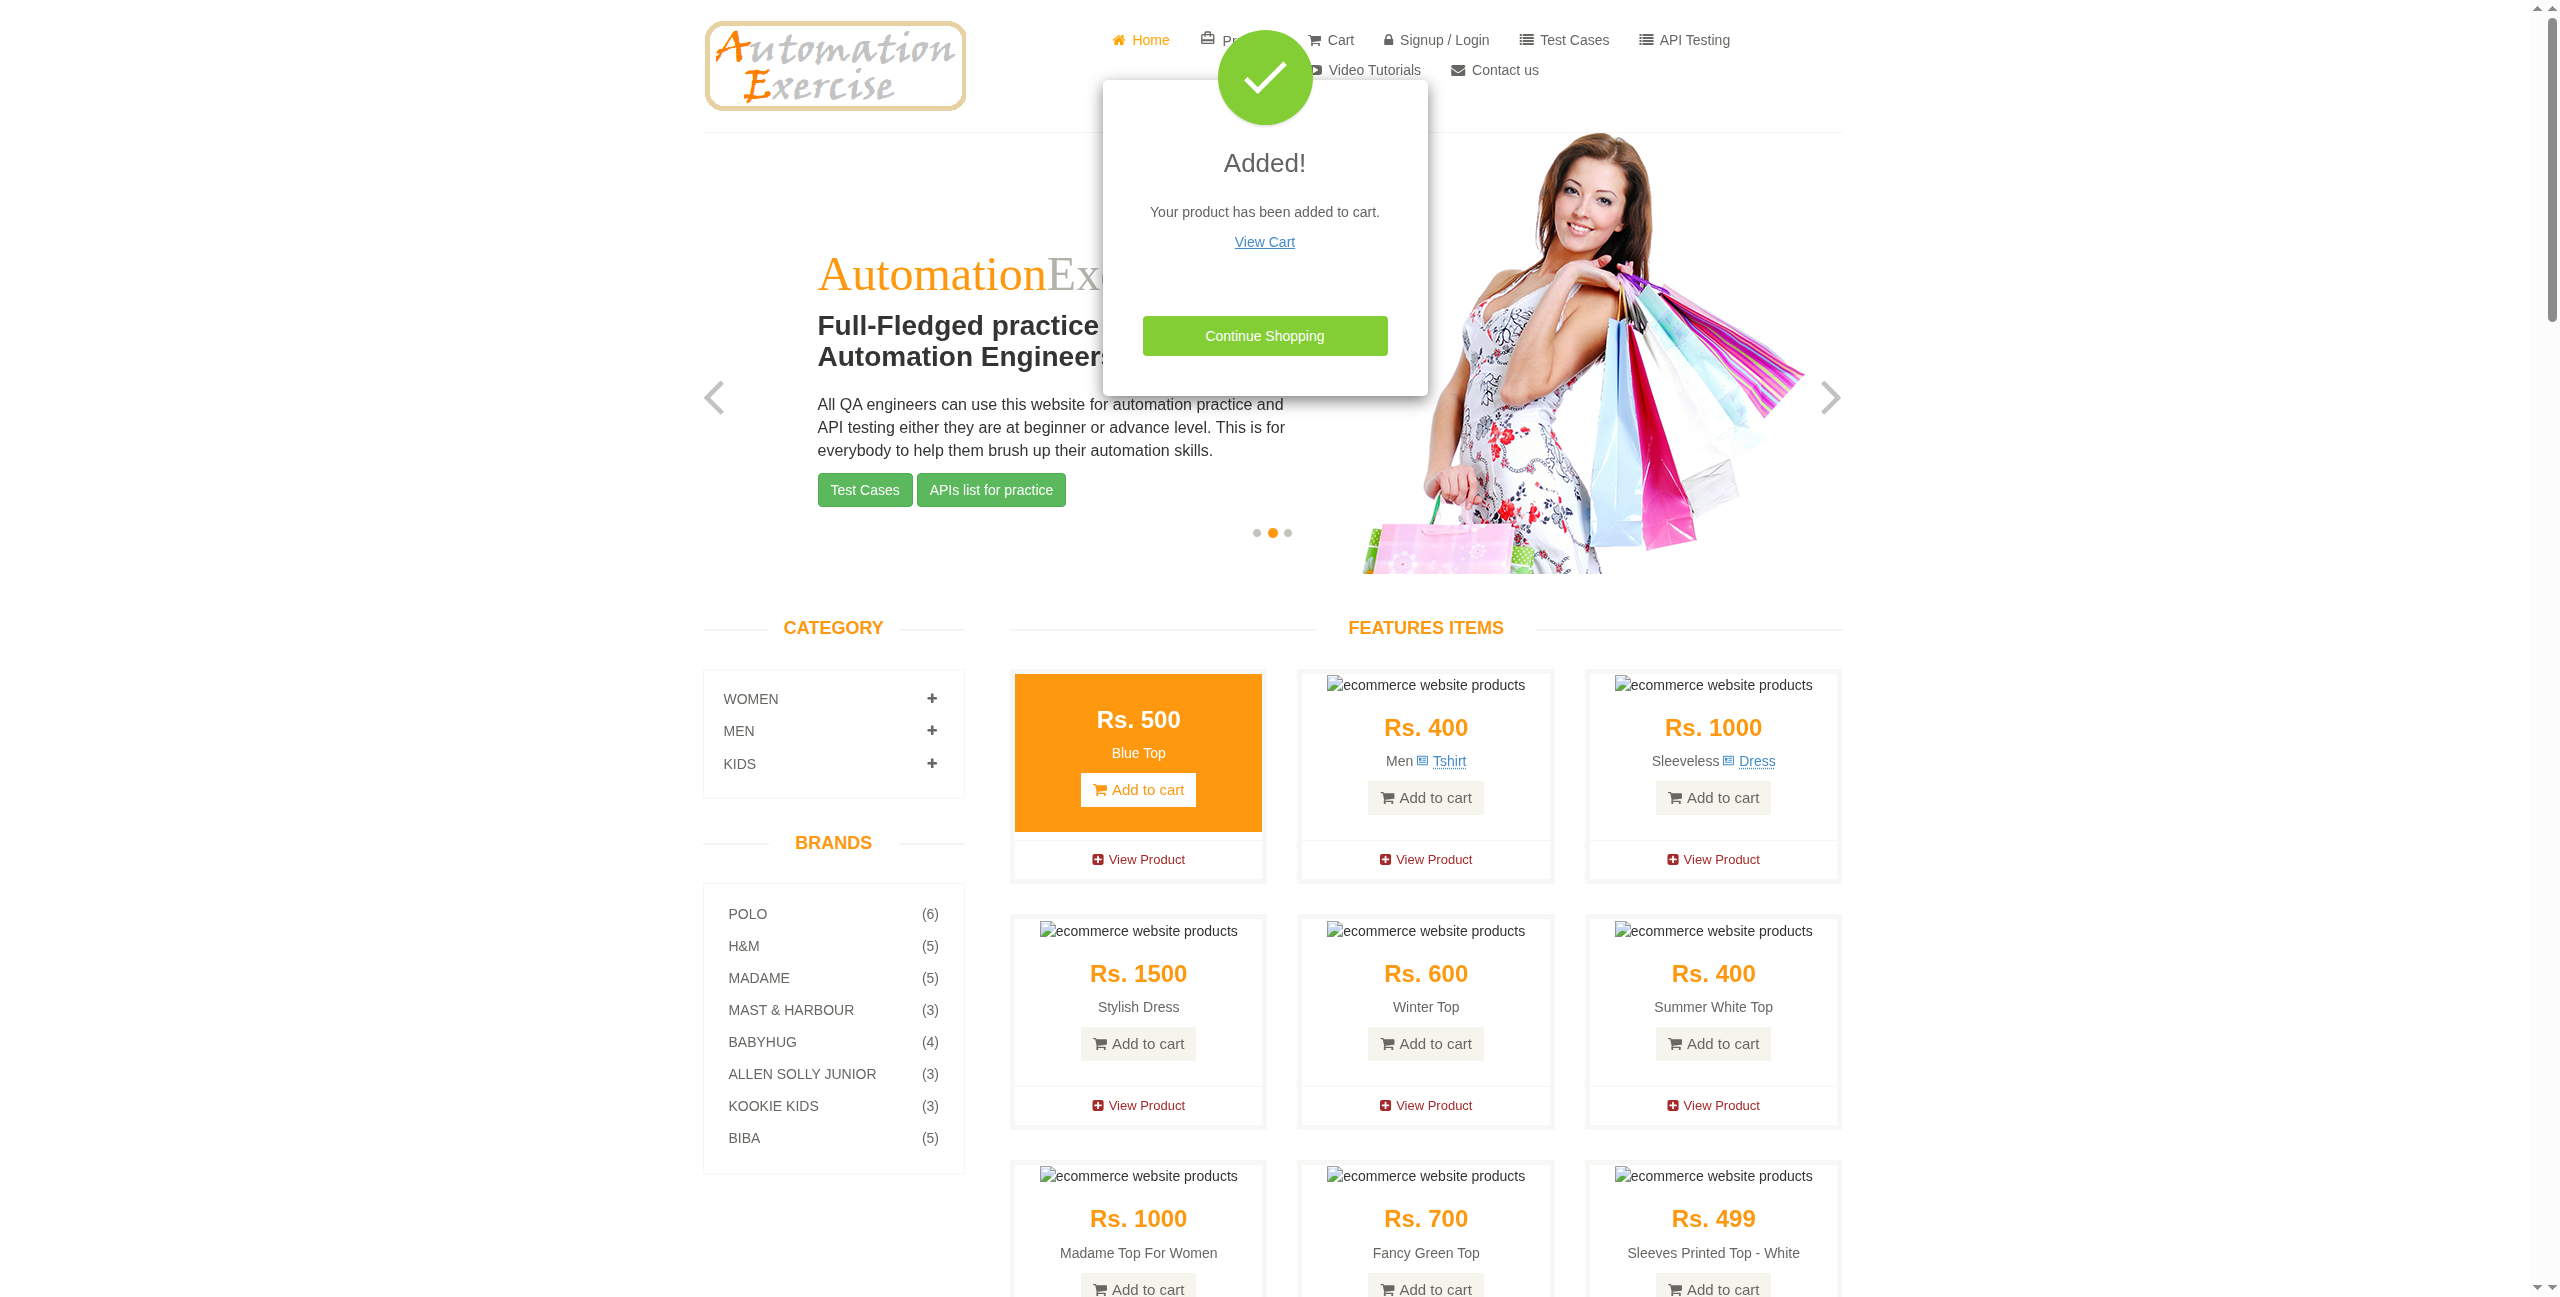 Automation
Exercise
Home
Cart
Signup / Login
Test Cases
API Testing
Video Tutorials
Contact us
Added!
Your product has been added to cart.
View Cart
Continue Shopping
Automation
Full-Fledged practice
Automation
All QA engineers can use this website for automation practice and
API testing either they are at beginner or advance level. This is for
everybody to help them brush up their automation skills.
Test Cases
APIs list for practice
CATEGORY
WOMEN
MEN
KIDS
BRANDS
POLO (6)
H&M (5)
MADAME (5)
MAST & HARBOUR (3)
BABYHUG (4)
ALLEN SOLLY JUNIOR (3)
KOOKIE KIDS (3)
BIBA (5)
FEATURES ITEMS
Rs. 500
Blue Top
Add to cart
View Product
ecommerce website products
Rs. 400
Men Tshirt
Add to cart
View Product
ecommerce website products
Rs. 1000
Sleeveless Dress
Add to cart
View Product
ecommerce website products
Rs. 1500
Stylish Dress
Add to cart
View Product
ecommerce website products
Rs. 600
Winter Top
Add to cart
View Product
ecommerce website products
Rs. 400
Summer White Top
Add to cart
View Product
ecommerce website products
Rs. 1000
Madame Top For Women
Add to cart
ecommerce website products
Rs. 700
Fancy Green Top
Add to cart
ecommerce website products
Rs. 499
Sleeves Printed Top - White
Add to cart